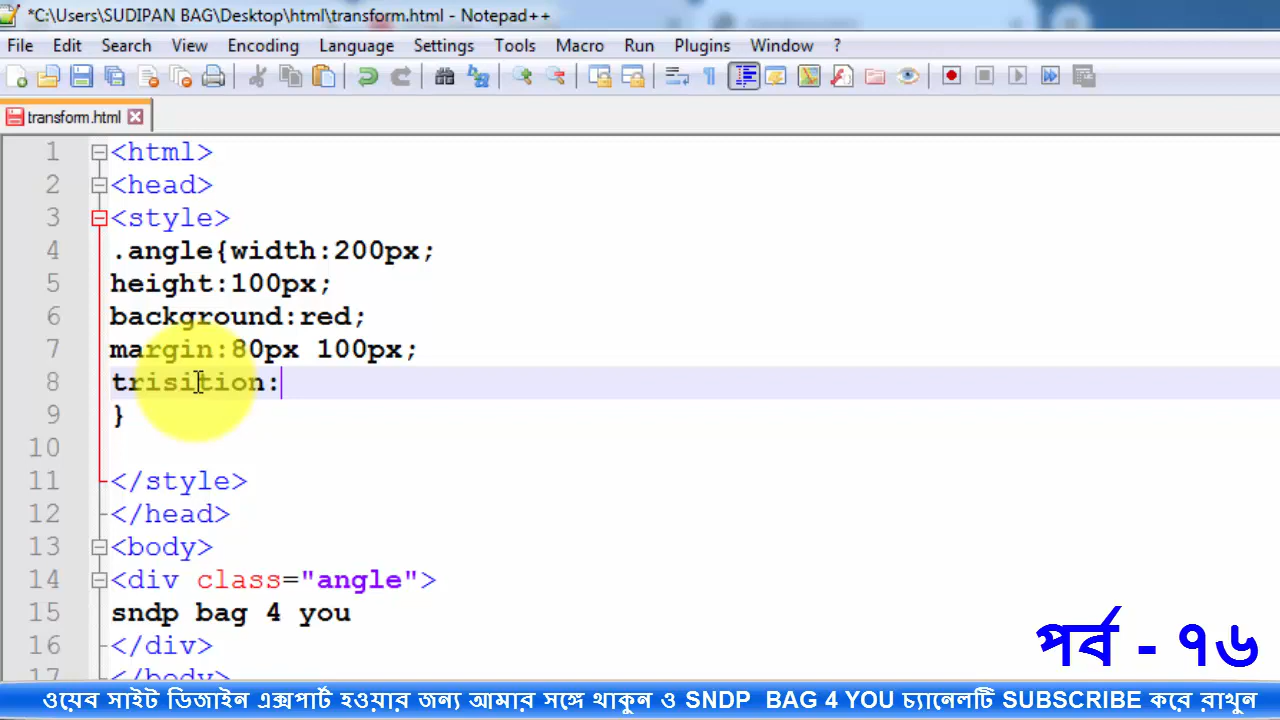 *C:\Users\SUDIPAN BAG\Desktop\html\transform.html - Notepad++
File Edit Search View Encoding Language Settings Tools Macro Run Plugins Window ?
transform.html
1 <html>
2 <head>
3 <style>
4 .angle{width:200px;
5 height:100px;
6 background:red;
7 margin:80px 100px;
8 trisition:
9 }
10
11 </style>
12 </head>
13 <body>
14 <div class="angle">
15 sndp bag 4 you
16 </div>
17 </body>
পর্ব - ৭৬
ওয়েব সাইট ডিজাইন এক্সপার্ট হওয়ার জন্য আমার সঙ্গে থাকুন ও SNDP BAG 4 YOU চ্যানেলটি SUBSCRIBE করে রাখুন